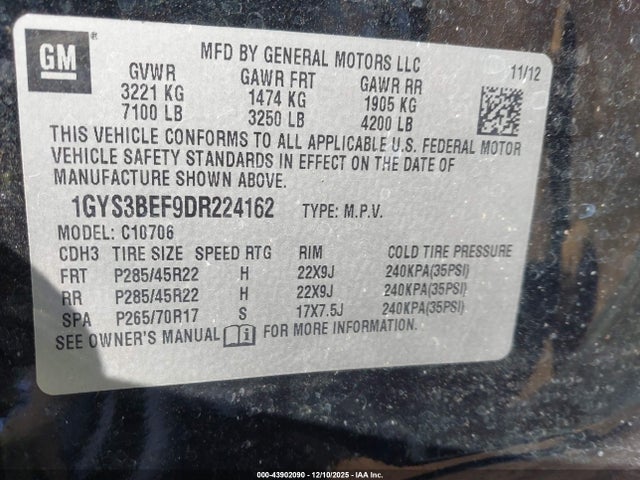 GM
MFD BY GENERAL MOTORS LLC
GVWR GAWR FRT GAWR RR 11/12
3221 KG 1474 KG 1905 KG
7100 LB 3250 LB 4200 LB
THIS VEHICLE CONFORMS TO ALL APPLICABLE U.S. FEDERAL MOTOR
VEHICLE SAFETY STANDARDS IN EFFECT ON THE DATE OF
MANUFACTURE SHOWN ABOVE.
1GYS3BEF9DR224162 TYPE: M.P.V.
MODEL: C10706
CDH3 TIRE SIZE SPEED RTG RIM COLD TIRE PRESSURE
FRT P285/45R22 H 22X9J 240KPA(35PSI)
RR P285/45R22 H 22X9J 240KPA(35PSI)
SPA P265/70R17 S 17X7.5J 240KPA(35PSI)
SEE OWNER'S MANUAL FOR MORE INFORMATION.
000-43902090 - 12/10/2025 - IAA Inc.